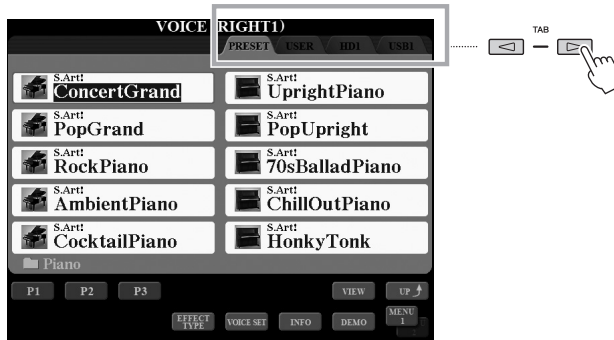 VOICE (RIGHT1)
PRESET USER HD1 USB1
TAB
S.Art!
ConcertGrand
S.Art!
UprightPiano
S.Art!
PopGrand
S.Art!
PopUpright
S.Art!
RockPiano
S.Art!
70sBalladPiano
S.Art!
AmbientPiano
S.Art!
ChillOutPiano
S.Art!
CocktailPiano
S.Art!
HonkyTonk
Piano
P1 P2 P3 VIEW UP
EFFECT TYPE VOICE SET INFO DEMO MENU 1